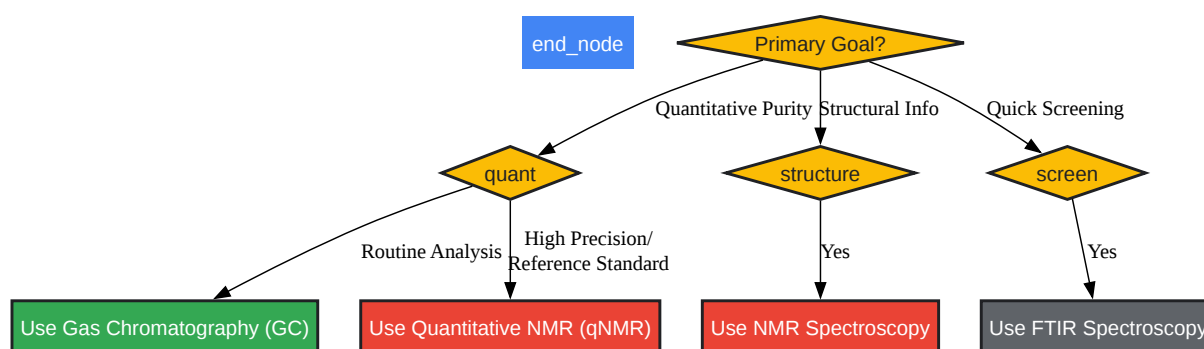 end_node
Primary Goal?
Quantitative Purity
Structural Info
Quick Screening
quant
structure
screen
Routine Analysis
High Precision/
Reference Standard
Yes
Yes
Use Gas Chromatography (GC)
Use Quantitative NMR (qNMR)
Use NMR Spectroscopy
Use FTIR Spectroscopy